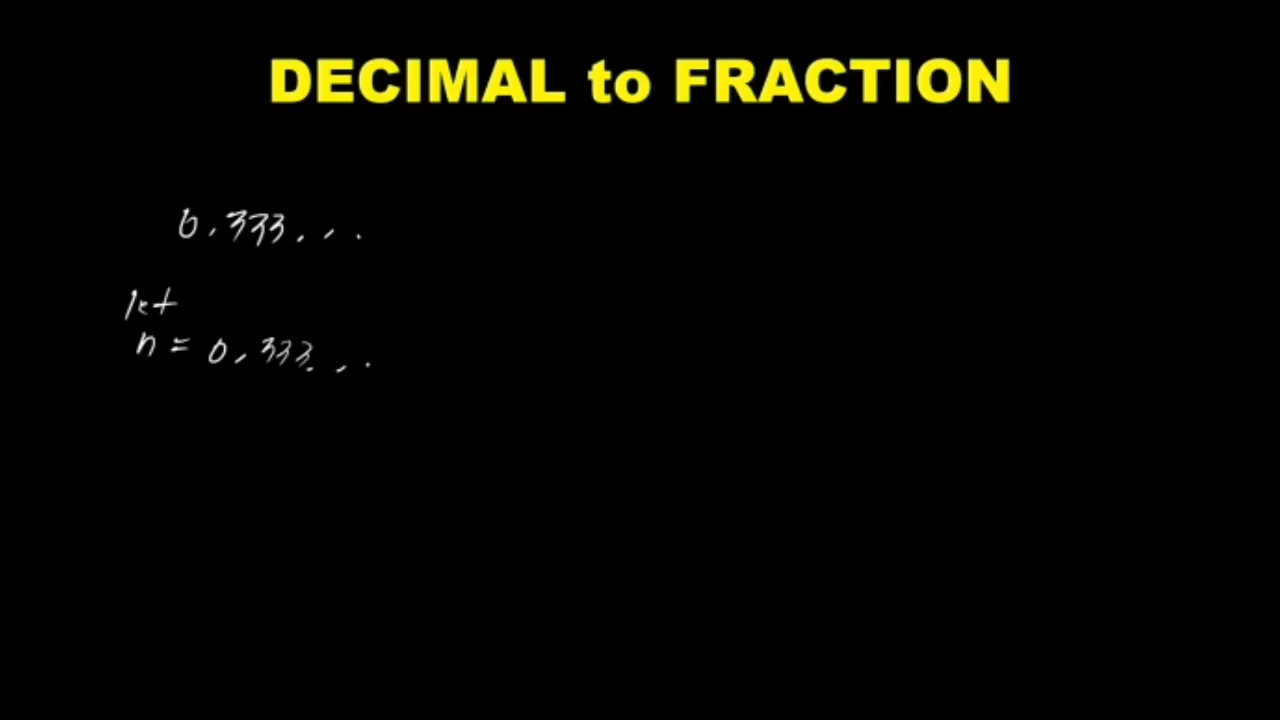 DECIMAL to FRACTION
0.333...
let
n = 0.333...